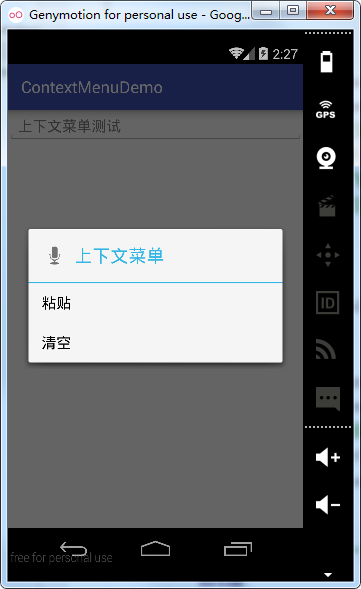 Genymotion for personal use - Goog...
2:27
ContextMenuDemo
上下文菜单测试
GPS
上下文菜单
ID
粘贴
清空
free for personal use